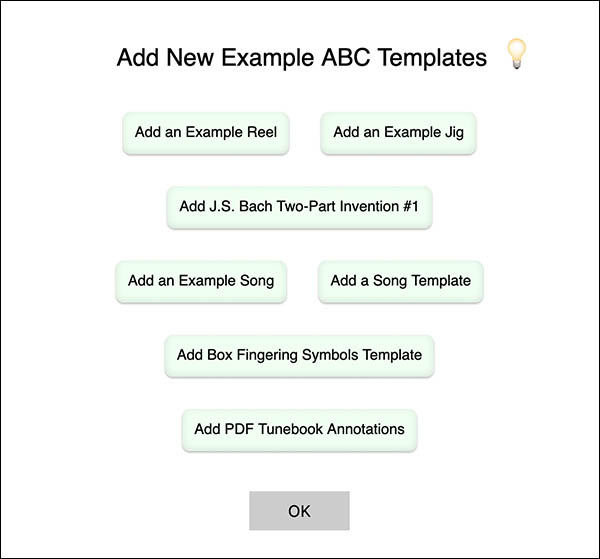 Add New Example ABC Templates
Add an Example Reel
Add an Example Jig
Add J.S. Bach Two-Part Invention #1
Add an Example Song
Add a Song Template
Add Box Fingering Symbols Template
Add PDF Tunebook Annotations
OK